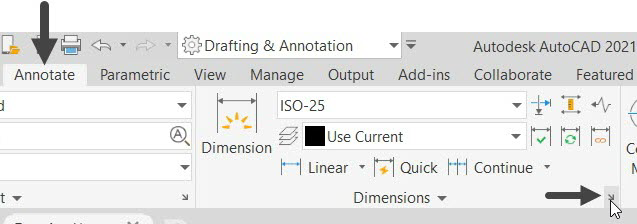 Drafting & Annotation
Autodesk AutoCAD 2021
Annotate Parametric View Manage Output Add-ins Collaborate Featured
ISO-25
Use Current
Dimension
Linear Quick Continue
Dimensions